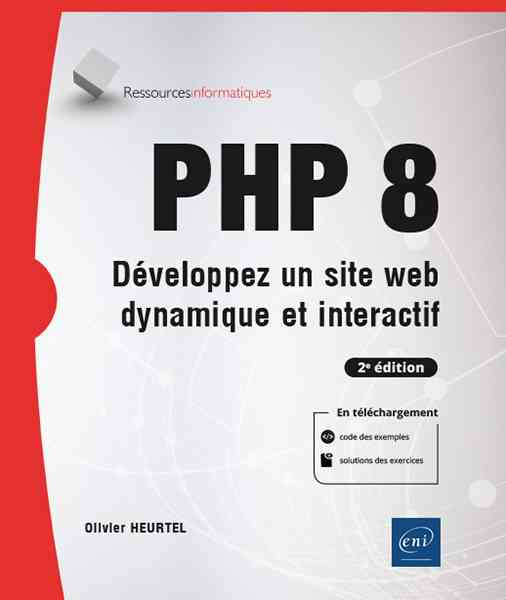 Ressourcesinformatiques
PHP 8
Développez un site web
dynamique et interactif
2e édition
En téléchargement
</>
code des exemples
solutions des exercices
Olivier HEURTEL
eni